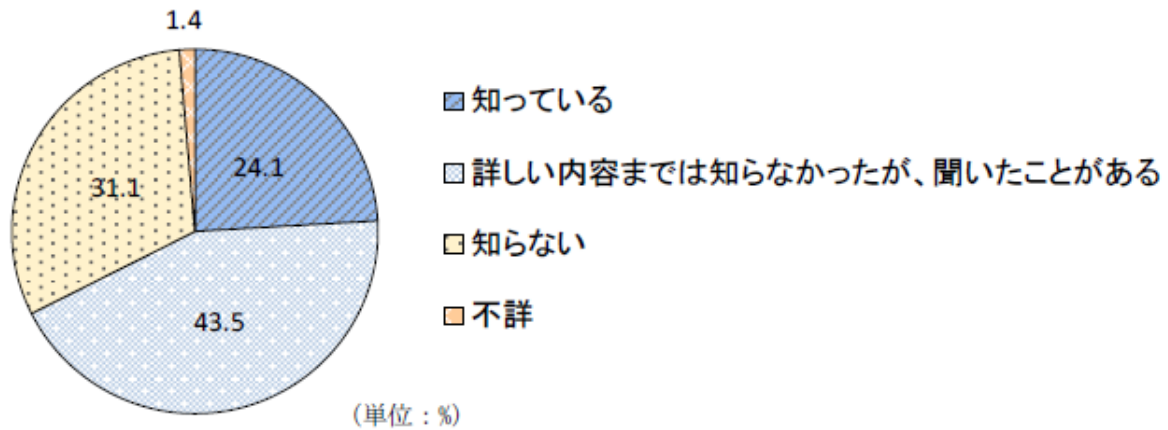 1.4
24.1
31.1
43.5
知っている
詳しい内容までは知らなかったが、聞いたことがある
知らない
不詳
(単位：%)